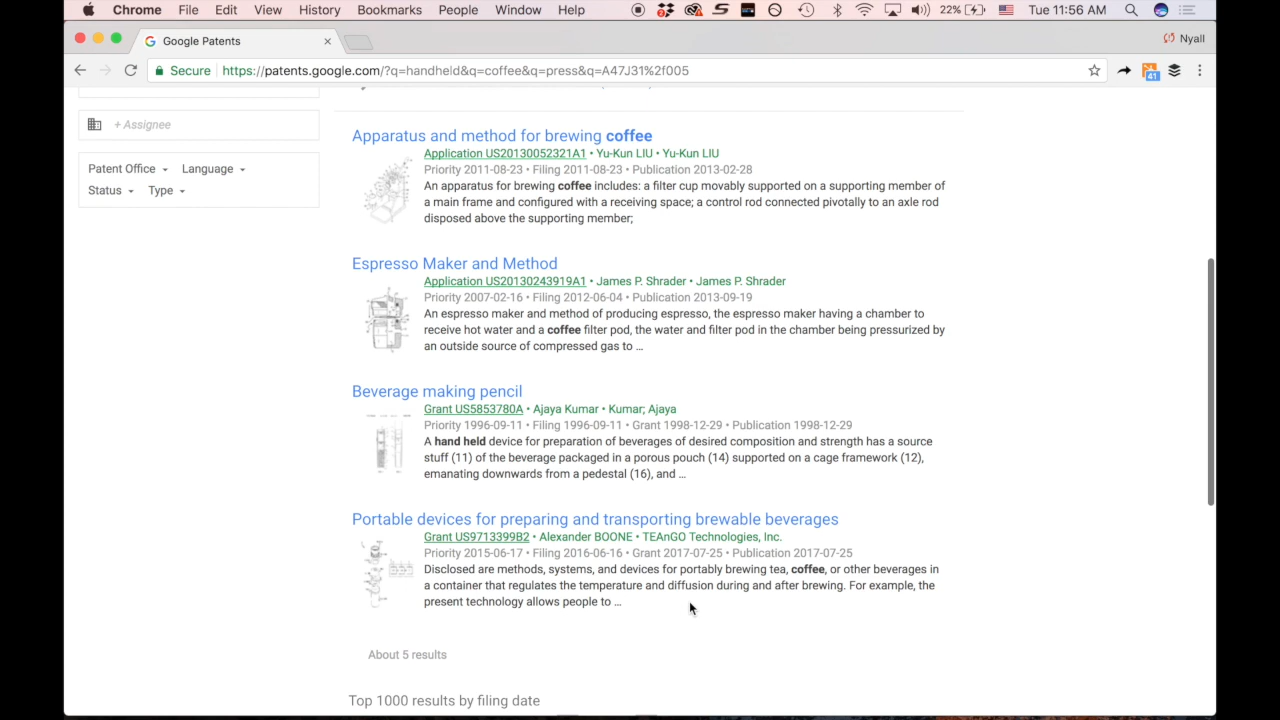 Chrome File Edit View History Bookmarks People Window Help 22% Tue 11:56 AM
Google Patents Nyall
Secure https://patents.google.com/?q=handheld&q=coffee&q=press&q=A47J31%2f005 41
+ Assignee
Patent Office Language
Status Type
Apparatus and method for brewing coffee
Application US20130052321A1 • Yu-Kun LIU • Yu-Kun LIU
Priority 2011-08-23 • Filing 2011-08-23 • Publication 2013-02-28
An apparatus for brewing coffee includes: a filter cup movably supported on a supporting member of
a main frame and configured with a receiving space; a control rod connected pivotally to an axle rod
disposed above the supporting member;
Espresso Maker and Method
Application US20130243919A1 • James P. Shrader • James P. Shrader
Priority 2007-02-16 • Filing 2012-06-04 • Publication 2013-09-19
An espresso maker and method of producing espresso, the espresso maker having a chamber to
receive hot water and a coffee filter pod, the water and filter pod in the chamber being pressurized by
an outside source of compressed gas to ...
Beverage making pencil
Grant US5853780A • Ajaya Kumar • Kumar; Ajaya
Priority 1996-09-11 • Filing 1996-09-11 • Grant 1998-12-29 • Publication 1998-12-29
A hand held device for preparation of beverages of desired composition and strength has a source
stuff (11) of the beverage packaged in a porous pouch (14) supported on a cage framework (12),
emanating downwards from a pedestal (16), and ...
Portable devices for preparing and transporting brewable beverages
Grant US9713399B2 • Alexander BOONE • TEAnGO Technologies, Inc.
Priority 2015-06-17 • Filing 2016-06-16 • Grant 2017-07-25 • Publication 2017-07-25
Disclosed are methods, systems, and devices for portably brewing tea, coffee, or other beverages in
a container that regulates the temperature and diffusion during and after brewing. For example, the
present technology allows people to ...
About 5 results
Top 1000 results by filing date